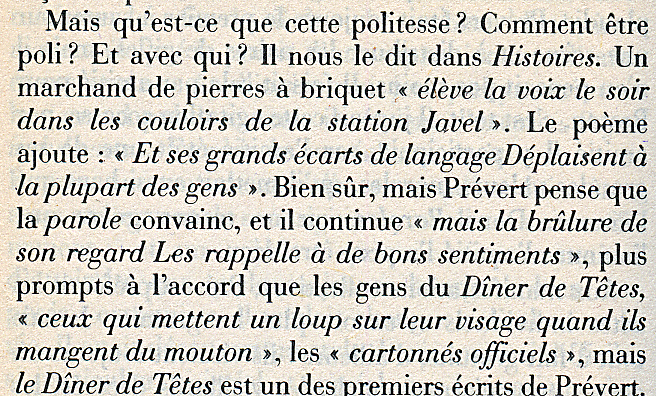 Mais qu'est-ce que cette politesse ? Comment être
poli ? Et avec qui ? Il nous le dit dans Histoires. Un
marchand de pierres à briquet « élève la voix le soir
dans les couloirs de la station Javel ». Le poème
ajoute : « Et ses grands écarts de langage Déplaisent à
la plupart des gens ». Bien sûr, mais Prévert pense que
la parole convainc, et il continue « mais la brûlure de
son regard Les rappelle à de bons sentiments », plus
prompts à l'accord que les gens du Dîner de Têtes,
« ceux qui mettent un loup sur leur visage quand ils
mangent du mouton », les « cartonnés officiels », mais
le Dîner de Têtes est un des premiers écrits de Prévert.